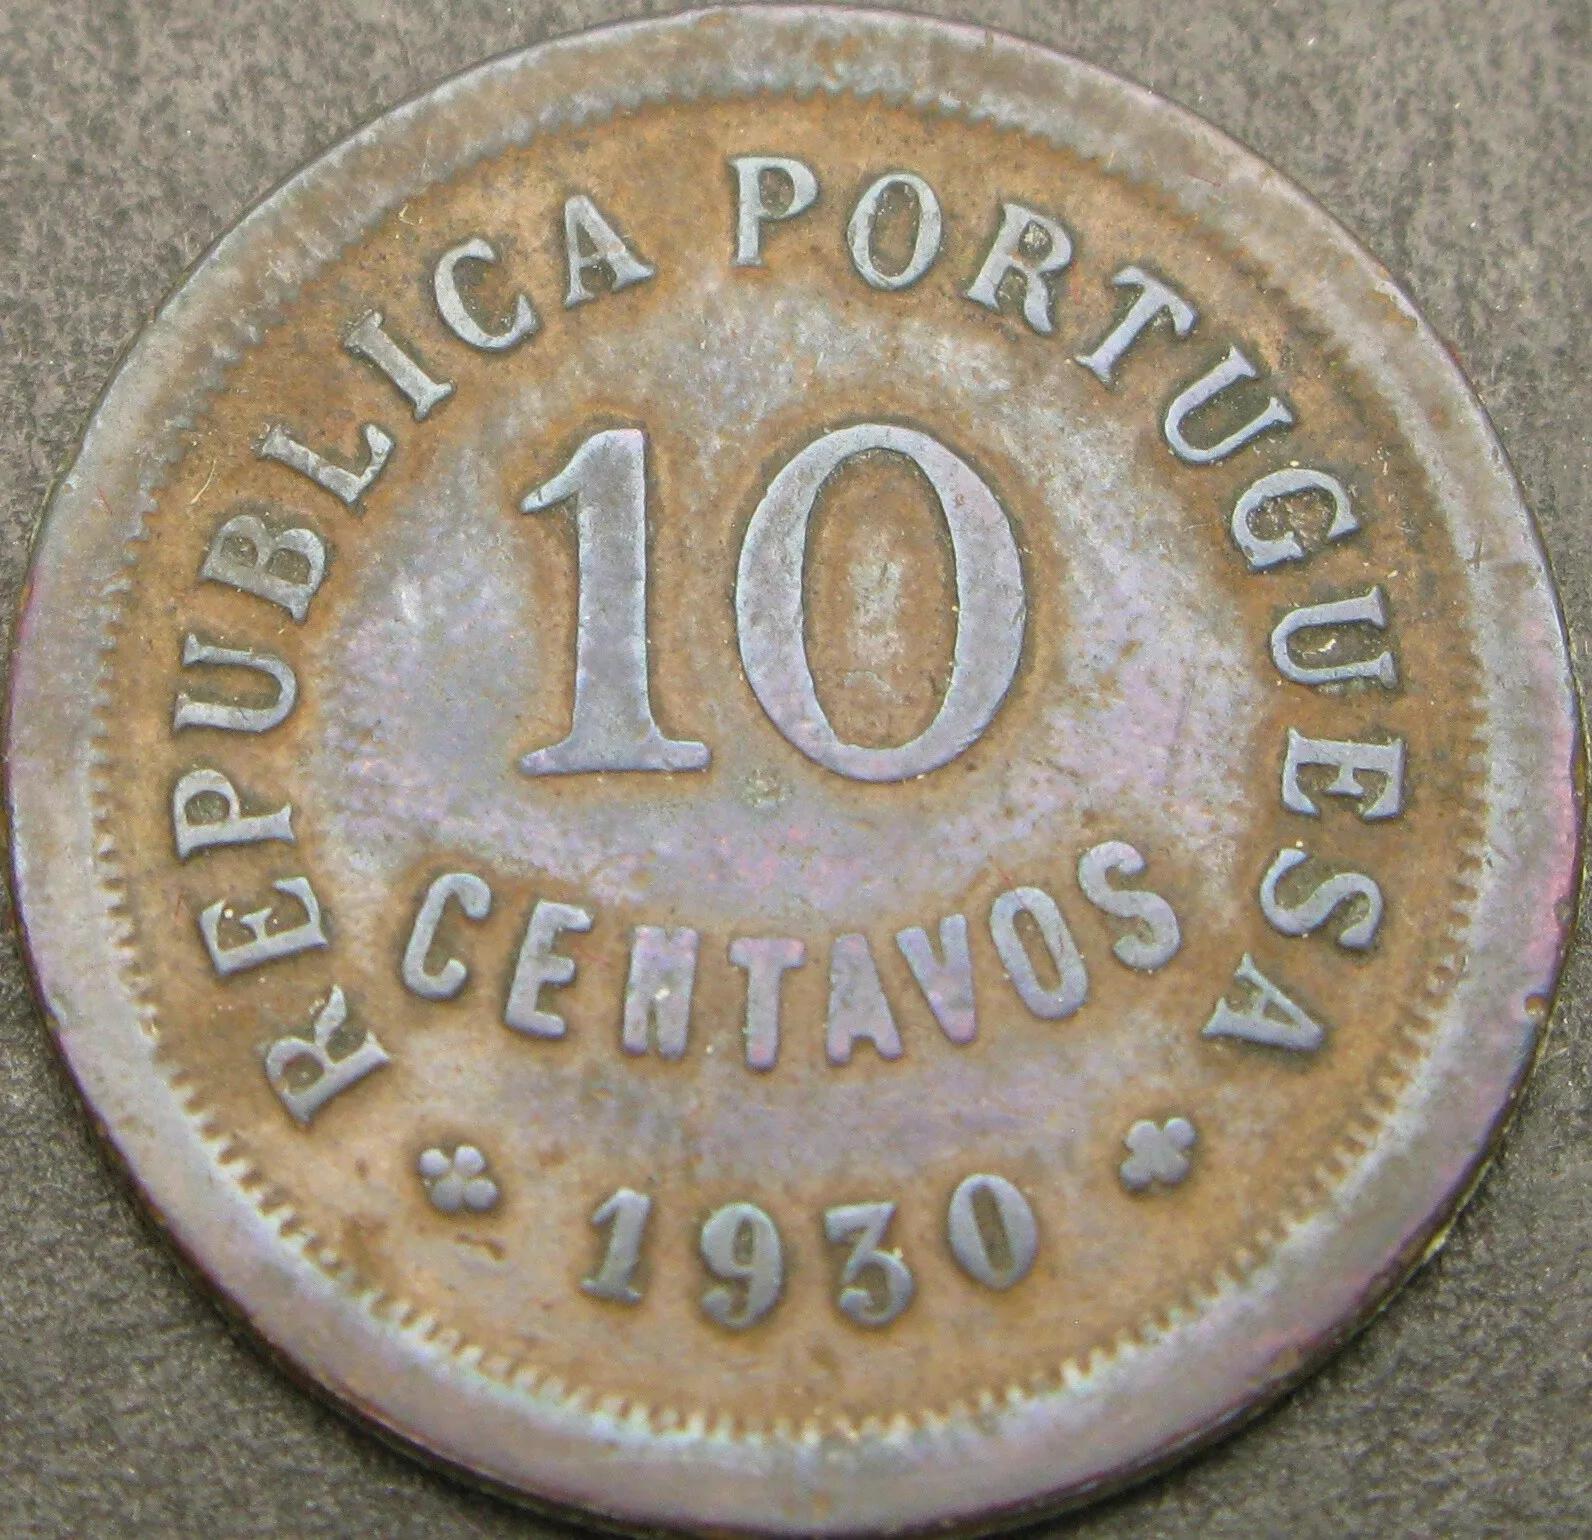 REPUBLICA PORTUGUESA
10
CENTAVOS
1930